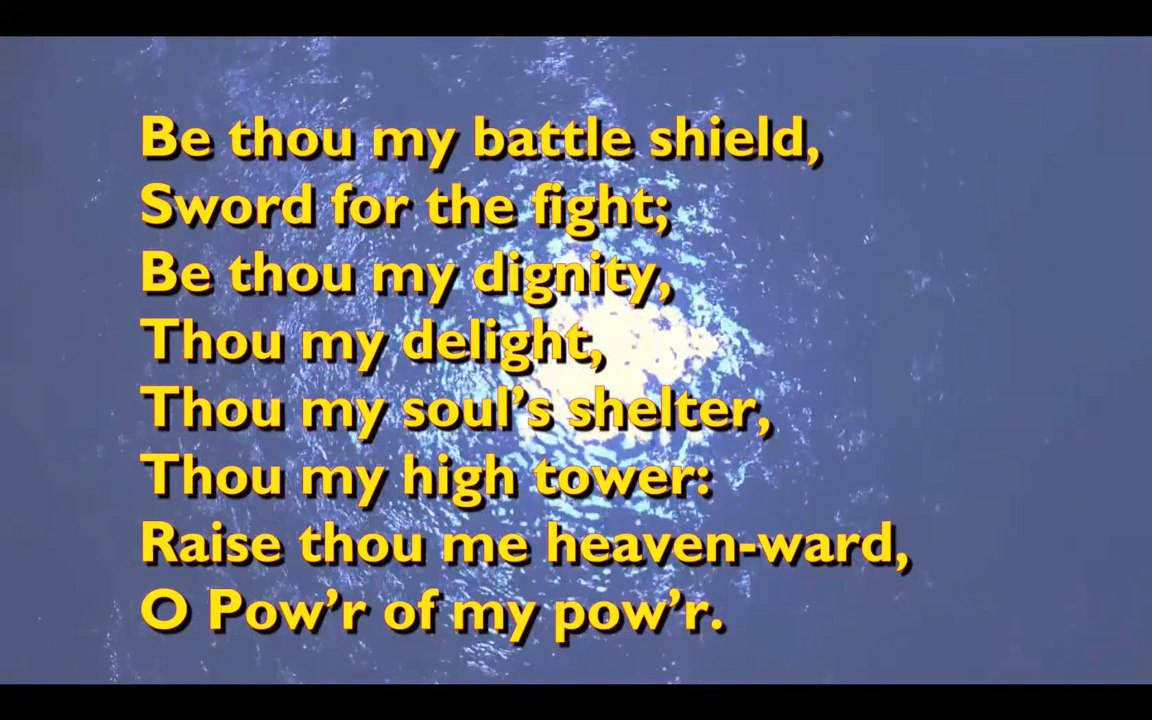 Be thou my battle shield,
Sword for the fight;
Be thou my dignity,
Thou my delight,
Thou my soul’s shelter,
Thou my high tower:
Raise thou me heaven-ward,
O Pow’r of my pow’r.